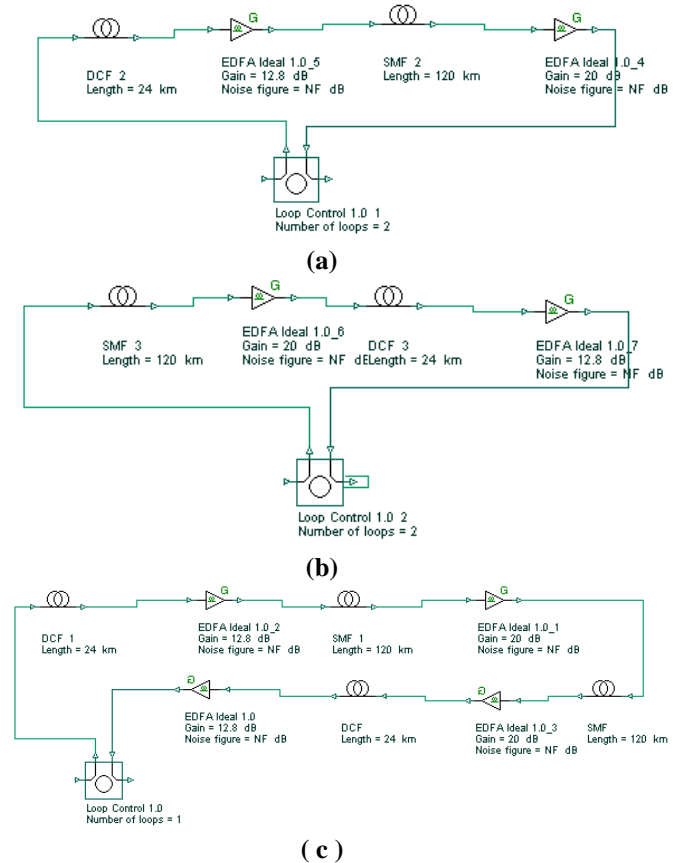 G
G
DCF 2
Length = 24 km
EDFA Ideal 1.0_5
Gain = 12.8 dB
Noise figure = NF dB
SMF 2
Length = 120 km
EDFA Ideal 1.0_4
Gain = 20 dB
Noise figure = NF dB
Loop Control 1.0 1
Number of loops = 2
(a)
G
G
SMF 3
Length = 120 km
EDFA Ideal 1.0_6
Gain = 20 dB
Noise figure = NF dE
DCF 3
Length = 24 km
EDFA Ideal 1.0_7
Gain = 12.8 dB
Noise figure = NF dB
Loop Control 1.0 2
Number of loops = 2
(b)
G
G
DCF 1
Length = 24 km
EDFA Ideal 1.0_2
Gain = 12.8 dB
Noise figure = NF dB
SMF 1
Length = 120 km
EDFA Ideal 1.0_1
Gain = 20 dB
Noise figure = NF dB
G
G
EDFA Ideal 1.0
Gain = 12.8 dB
Noise figure = NF dB
DCF
Length = 24 km
EDFA Ideal 1.0_3
Gain = 20 dB
Noise figure = NF dB
SMF
Length = 120 km
Loop Control 1.0
Number of loops = 1
( c )